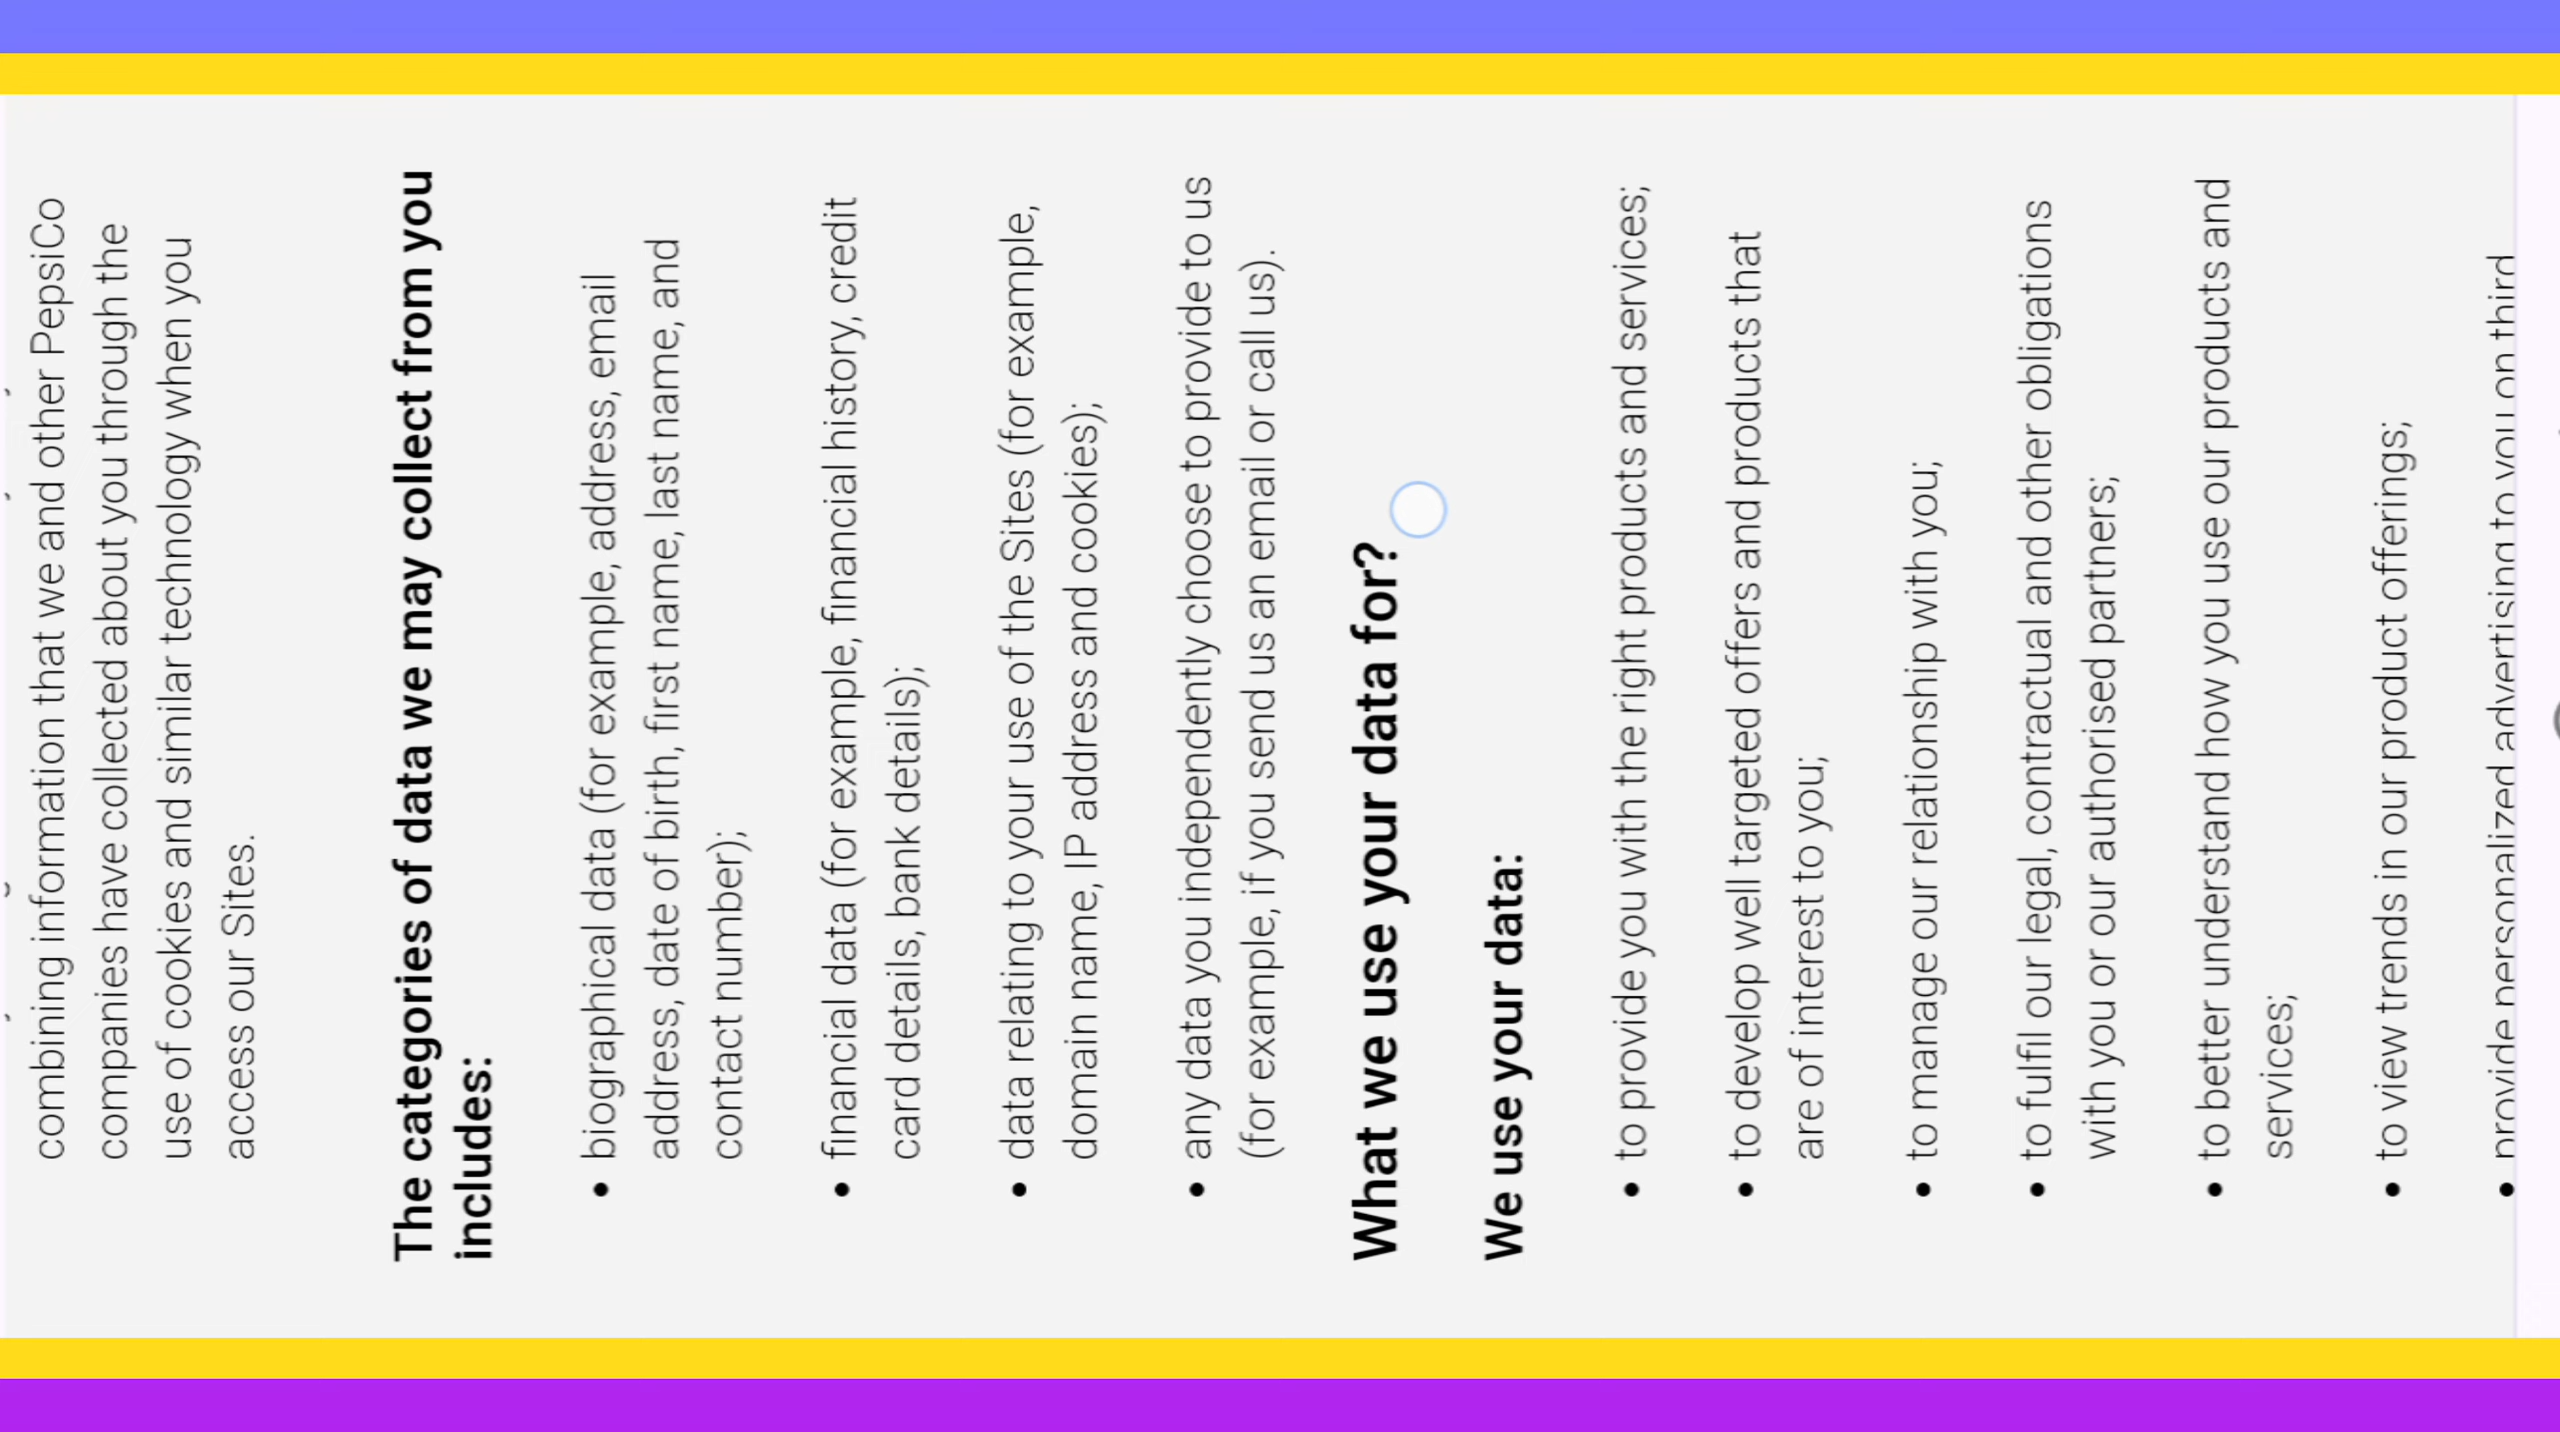 combining information that we and other PepsiCo
companies have collected about you through the
use of cookies and similar technology when you
access our Sites.
The categories of data we may collect from you
includes:
• biographical data (for example, address, email
address, date of birth, first name, last name, and
contact number);
• financial data (for example, financial history, credit
card details, bank details);
• data relating to your use of the Sites (for example,
domain name, IP address and cookies);
• any data you independently choose to provide to us
(for example, if you send us an email or call us).
What we use your data for?
We use your data:
• to provide you with the right products and services;
• to develop well targeted offers and products that
are of interest to you;
• to manage our relationship with you;
• to fulfil our legal, contractual and other obligations
with you or our authorised partners;
• to better understand how you use our products and
services;
• to view trends in our product offerings;
• provide personalized advertising to you on third